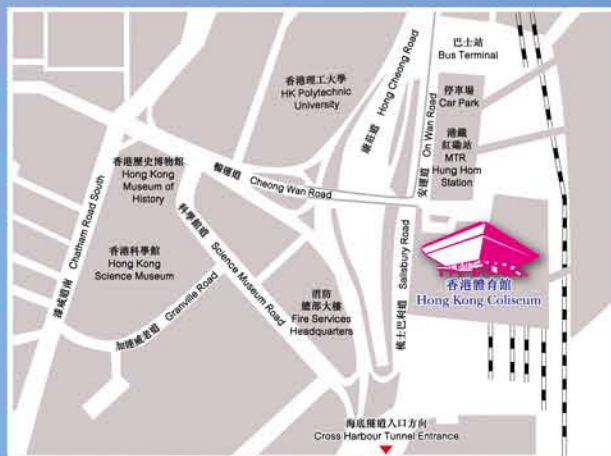 巴士站
Bus Terminal
香港理工大學
HK Polytechnic
University
康莊道 Hong Cheong Road
停車場
Car Park
安運道 On Wan Road
港鐵
紅磡站
MTR
Hung Hom
Station
香港歷史博物館
Hong Kong
Museum of
History
暢運道 Cheong Wan Road
漆咸道南 Chatham Road South
科學館道 Science Museum Road
香港科學館
Hong Kong
Science Museum
加連威老道 Granville Road
消防
總部大樓
Fire Services
Headquarters
梳士巴利道 Salisbury Road
香港體育館
Hong Kong Coliseum
海底隧道入口方向
Cross Harbour Tunnel Entrance